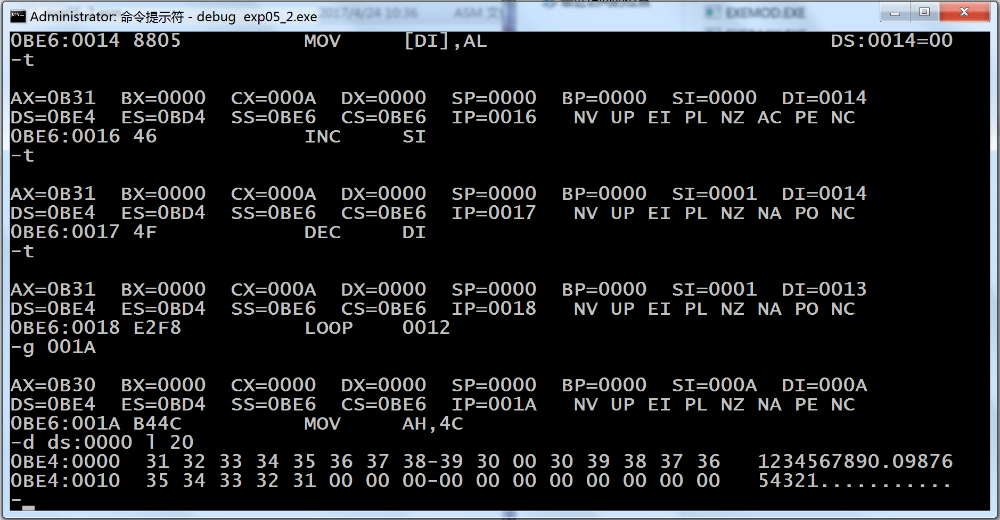 Administrator: 命令提示符 - debug  exp05_2.exe
2017/4/24 10:36
ASM 文
EXEMOD.EXE
0BE6:0014 8805          MOV     [DI],AL                            DS:0014=00
-t
AX=0B31  BX=0000  CX=000A  DX=0000  SP=0000  BP=0000  SI=0000  DI=0014
DS=0BE4  ES=0BD4  SS=0BE6  CS=0BE6  IP=0016   NV UP EI PL NZ AC PE NC
0BE6:0016 46            INC     SI
-t
AX=0B31  BX=0000  CX=000A  DX=0000  SP=0000  BP=0000  SI=0001  DI=0014
DS=0BE4  ES=0BD4  SS=0BE6  CS=0BE6  IP=0017   NV UP EI PL NZ NA PO NC
0BE6:0017 4F            DEC     DI
-t
AX=0B31  BX=0000  CX=000A  DX=0000  SP=0000  BP=0000  SI=0001  DI=0013
DS=0BE4  ES=0BD4  SS=0BE6  CS=0BE6  IP=0018   NV UP EI PL NZ NA PO NC
0BE6:0018 E2F8          LOOP    0012
-g 001A
AX=0B30  BX=0000  CX=0000  DX=0000  SP=0000  BP=0000  SI=000A  DI=000A
DS=0BE4  ES=0BD4  SS=0BE6  CS=0BE6  IP=001A   NV UP EI PL NZ NA PE NC
0BE6:001A B44C          MOV     AH,4C
-d ds:0000 l 20
0BE4:0000  31 32 33 34 35 36 37 38-39 30 00 30 39 38 37 36   1234567890.09876
0BE4:0010  35 34 33 32 31 00 00 00-00 00 00 00 00 00 00 00   54321...........
-